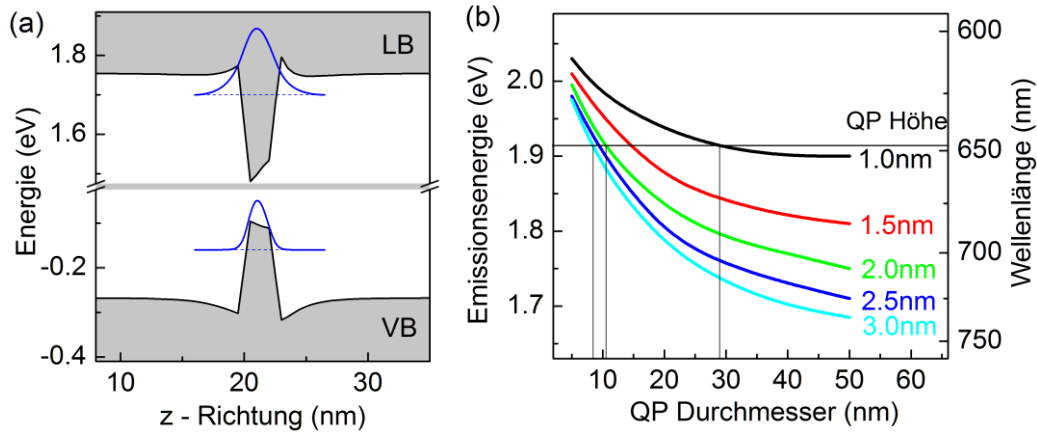 (a)
LB
VB
1.8
1.6
-0.2
-0.4
Energie (eV)
10
20
30
z - Richtung (nm)
(b)
2.0
1.9
1.8
1.7
Emissionsenergie (eV)
QP Höhe
1.0nm
1.5nm
2.0nm
2.5nm
3.0nm
10
20
30
40
50
60
QP Durchmesser (nm)
600
650
700
750
Wellenlänge (nm)